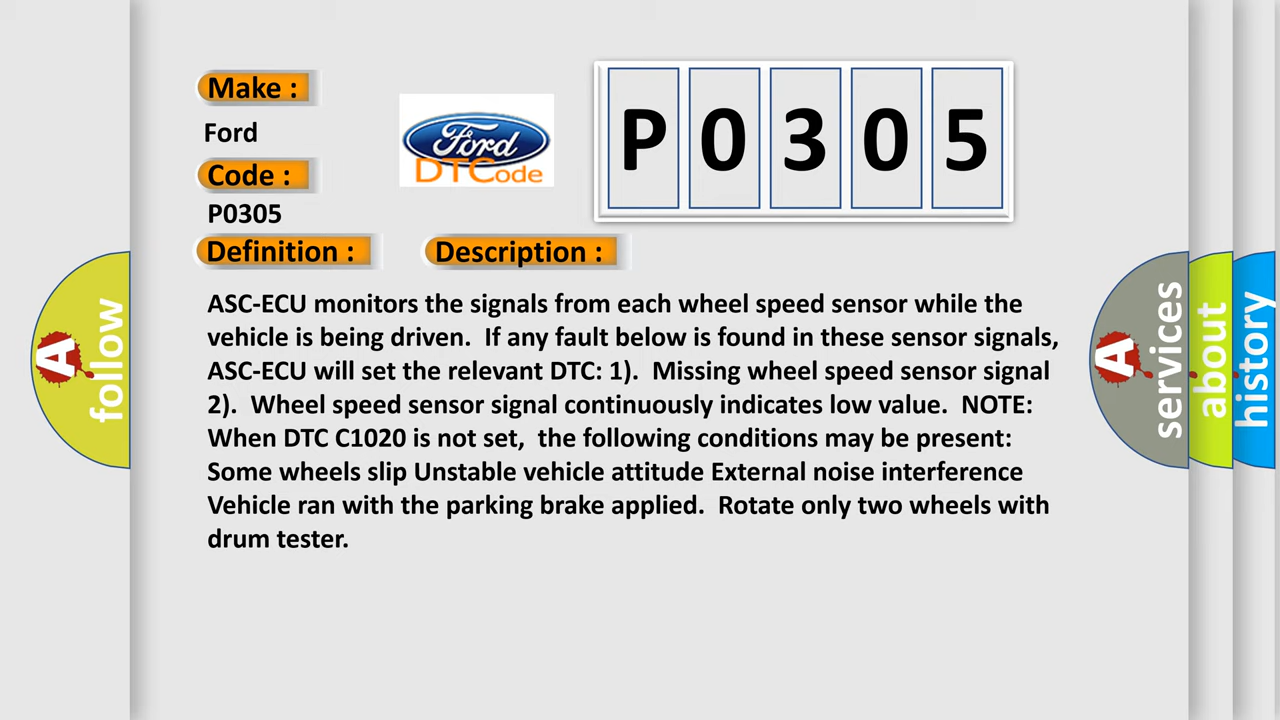 Make :
Ford
Code :
P0305
Ford
DTCode
P0305
Definition :
Description :
ASC-ECU monitors the signals from each wheel speed sensor while the
vehicle is being driven. If any fault below is found in these sensor signals,
ASC-ECU will set the relevant DTC: 1). Missing wheel speed sensor signal
2). Wheel speed sensor signal continuously indicates low value. NOTE:
When DTC C1020 is not set, the following conditions may be present:
Some wheels slip Unstable vehicle attitude External noise interference
Vehicle ran with the parking brake applied. Rotate only two wheels with
drum tester.
A follow
A services
about
history